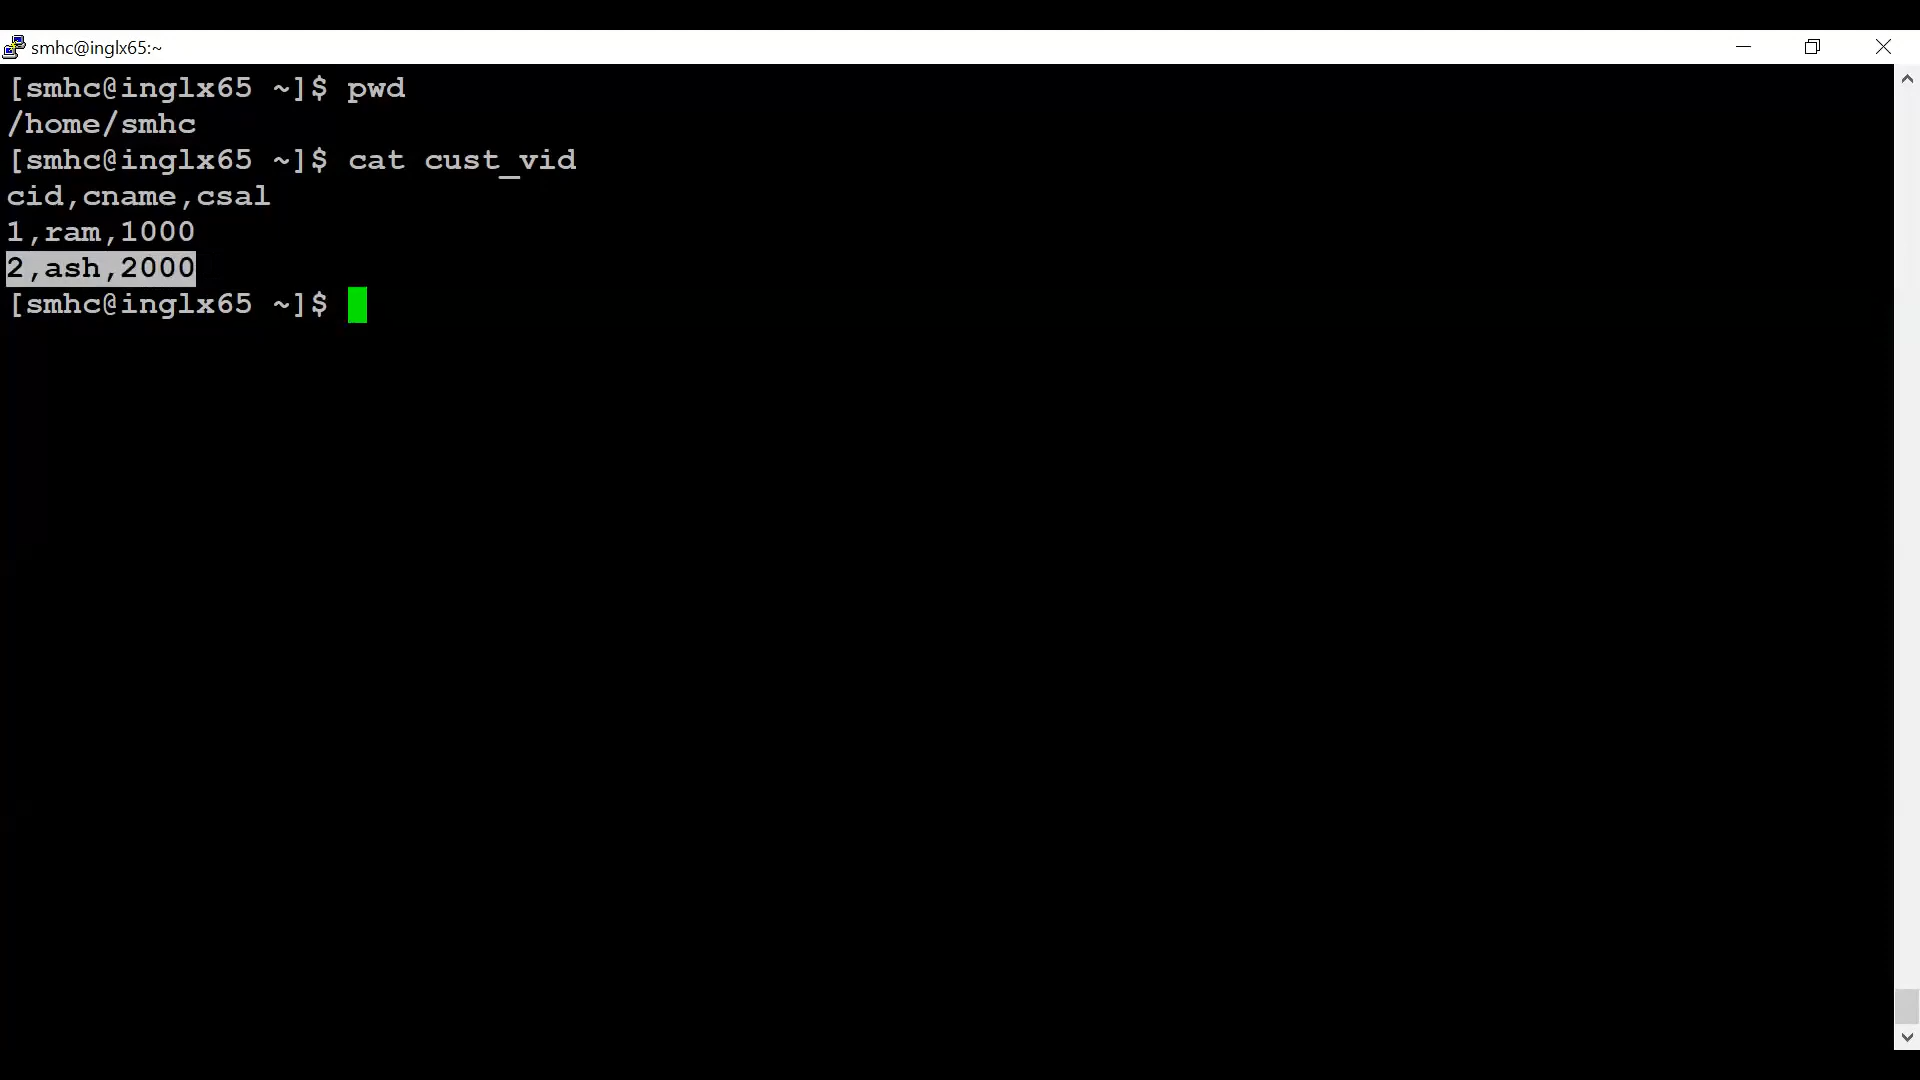 smhc@inglx65:~
[smhc@inglx65 ~]$ pwd
/home/smhc
[smhc@inglx65 ~]$ cat cust_vid
cid,cname,csal
1,ram,1000
2,ash,2000
[smhc@inglx65 ~]$